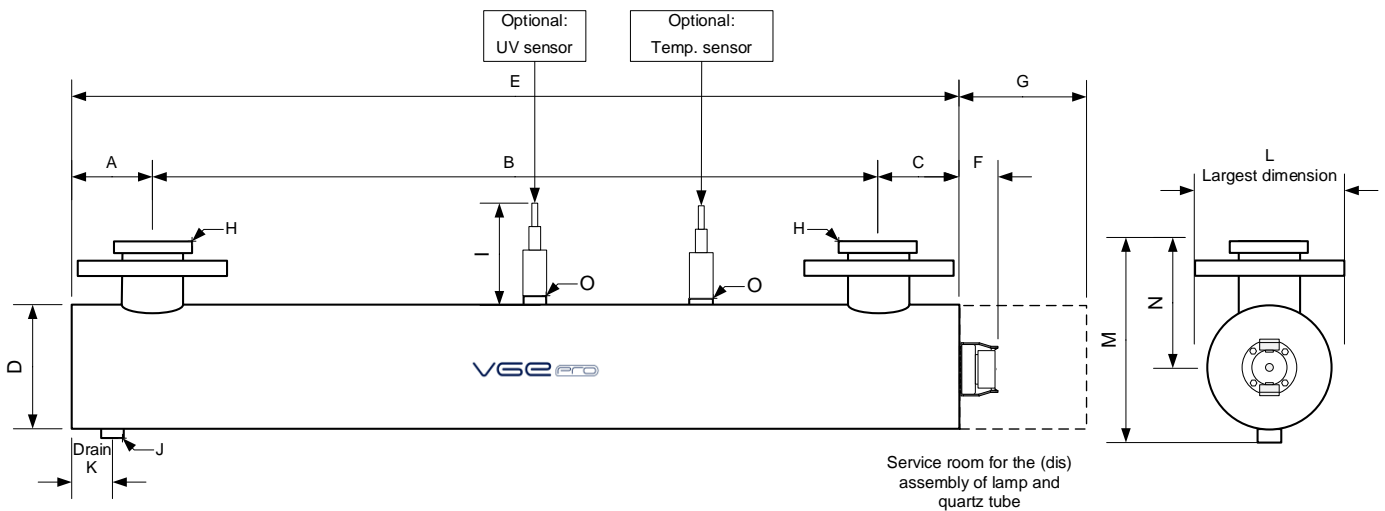 Optional:
UV sensor
Optional:
Temp. sensor
E
G
A
B
C
F
L
Largest dimension
H
H
I
O
O
N
M
D
VGE PRO
Drain
K
J
Service room for the (dis)
assembly of lamp and
quartz tube